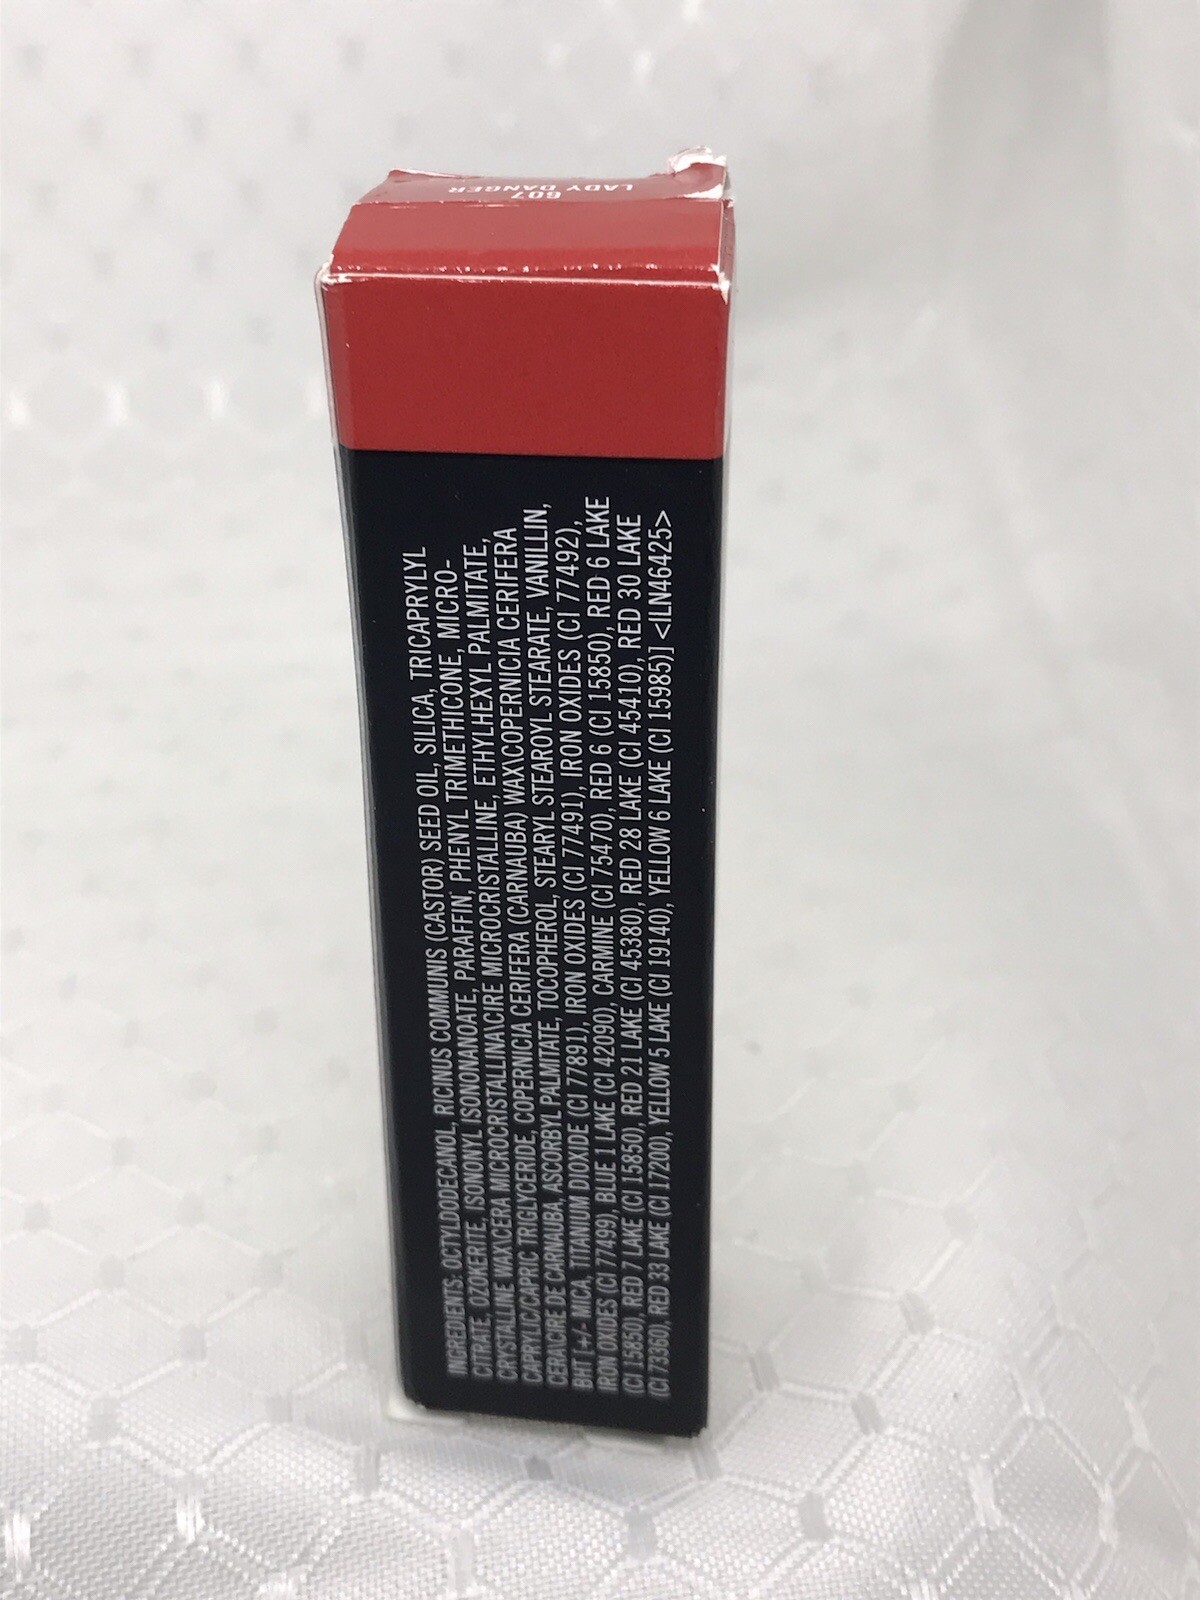 607
LADY DANGER
INGREDIENTS: OCTYLDODECANOL, RICINUS COMMUNIS (CASTOR) SEED OIL, SILICA, TRICAPRYLYL
CITRATE, OZOKERITE, ISONONYL ISONONANOATE, PARAFFIN, PHENYL TRIMETHICONE, MICRO-
CRYSTALLINE WAX\CERA MICROCRISTALLINA\CIRE MICROCRISTALLINE, ETHYLHEXYL PALMITATE,
CAPRYLIC/CAPRIC TRIGLYCERIDE, COPERNICIA CERIFERA (CARNAUBA) WAX\COPERNICIA CERIFERA
CERA\CIRE DE CARNAUBA, ASCORBYL PALMITATE, TOCOPHEROL, STEARYL STEAROYL STEARATE, VANILLIN,
BHT [+/- MICA, TITANIUM DIOXIDE (CI 77891), IRON OXIDES (CI 77491), IRON OXIDES (CI 77492),
IRON OXIDES (CI 77499), BLUE 1 LAKE (CI 42090), CARMINE (CI 75470), RED 6 (CI 15850), RED 6 LAKE
(CI 15850), RED 7 LAKE (CI 15850), RED 21 LAKE (CI 45380), RED 28 LAKE (CI 45410), RED 30 LAKE
(CI 73360), RED 33 LAKE (CI 17200), YELLOW 5 LAKE (CI 19140), YELLOW 6 LAKE (CI 15985)] <ILN46425>